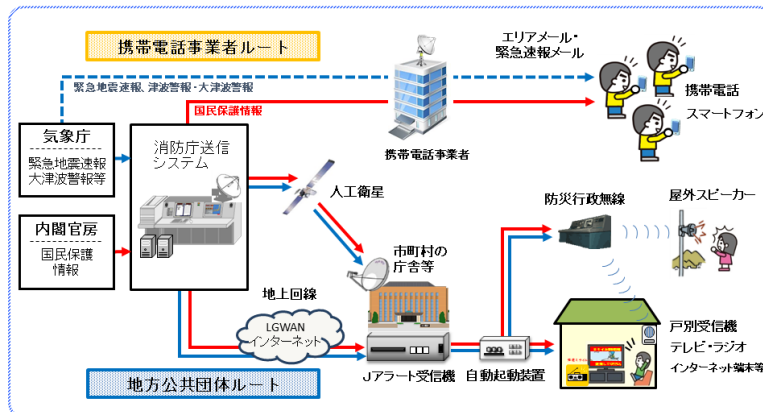 携帯電話事業者ルート
エリアメール・
緊急速報メール
緊急地震速報、津波警報・大津波警報
国民保護情報
携帯電話
スマートフォン
携帯電話事業者
気象庁
緊急地震速報
大津波警報等
消防庁送信
システム
人工衛星
内閣官房
国民保護
情報
防災行政無線
屋外スピーカー
市町村の
庁舎等
地上回線
LGWAN
インターネット
Jアラート受信機
自動起動装置
戸別受信機
テレビ・ラジオ
インターネット端末等
地方公共団体ルート